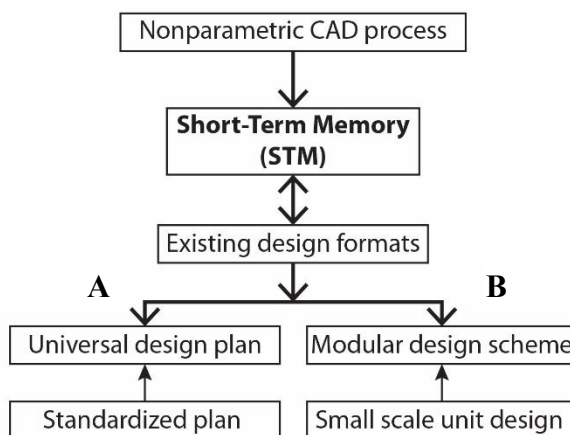 Nonparametric CAD process
Short-Term Memory
(STM)
Existing design formats
A
B
Universal design plan
Modular design scheme
Standardized plan
Small scale unit design